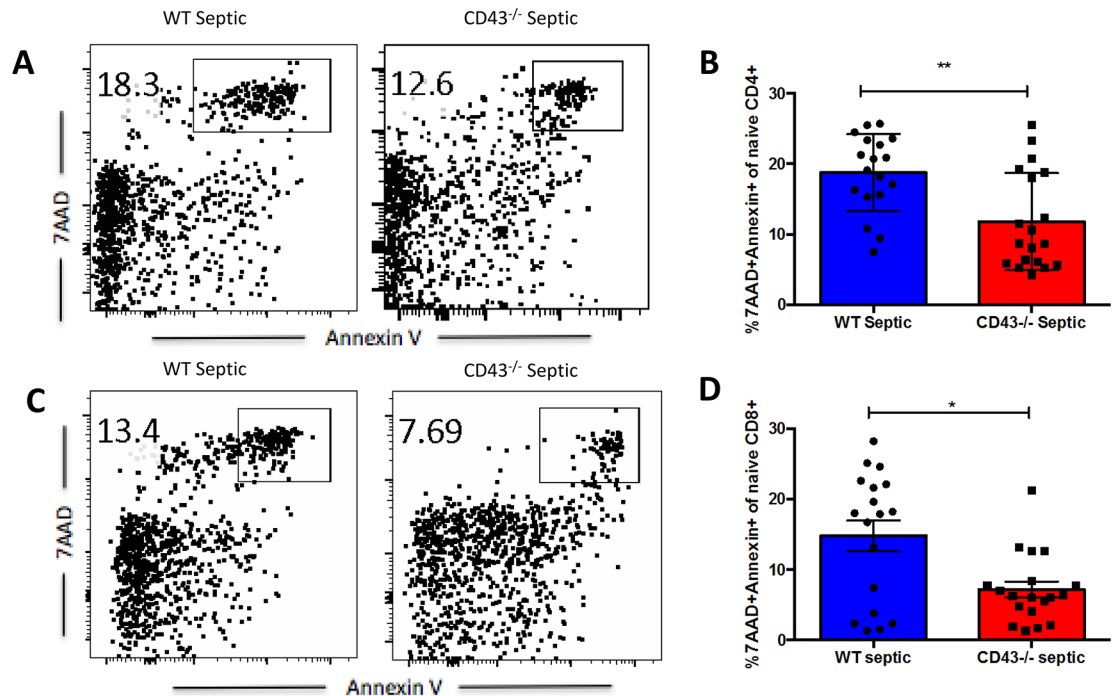 WT Septic
CD43-/- Septic
A
18.3
12.6
7AAD
Annexin V
B
**
% 7AAD+Annexin+ of naive CD4+
30
20
10
0
WT Septic
CD43-/- Septic
WT Septic
CD43-/- Septic
C
13.4
7.69
7AAD
Annexin V
D
*
%7AAD+Annexin+ of naive CD8+
30
20
10
0
WT septic
CD43-/- septic